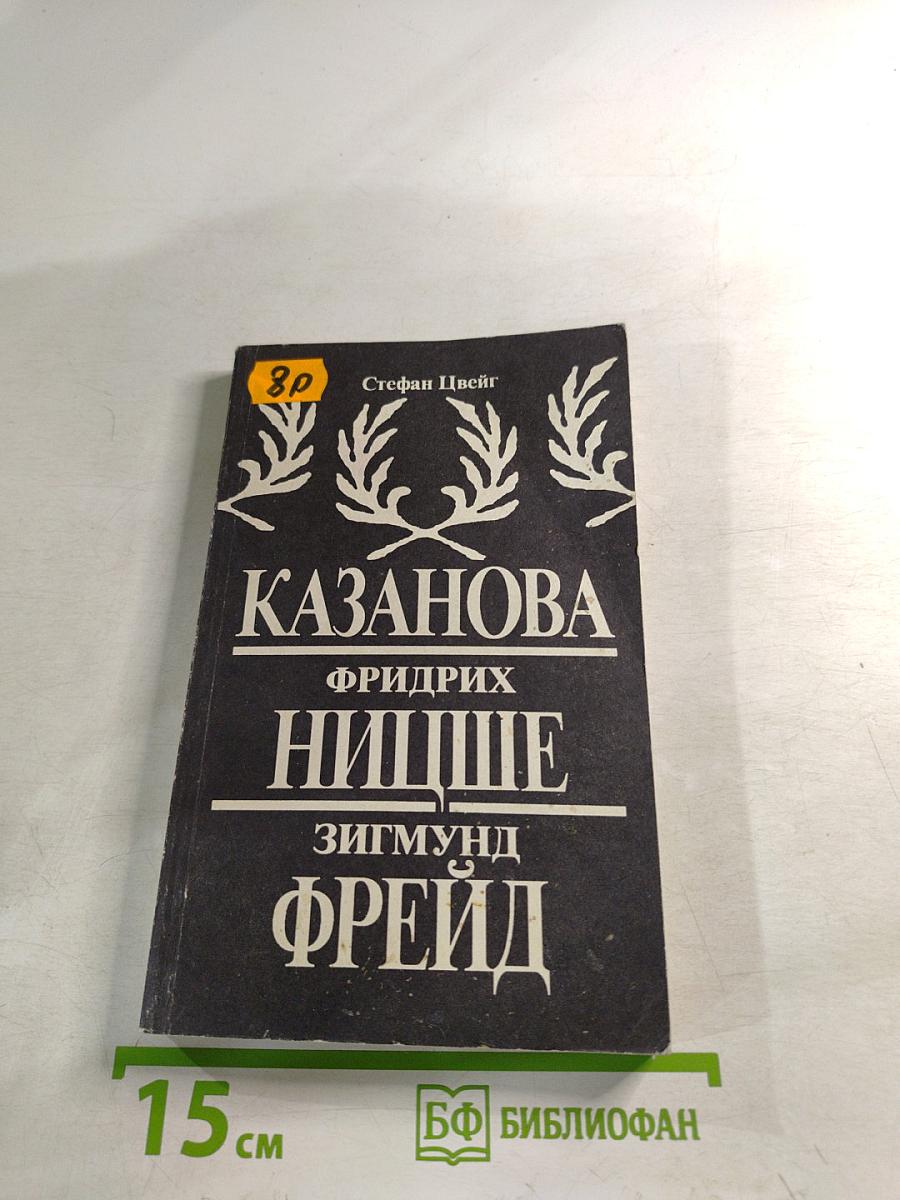 8р
Стефан Цвейг
КАЗАНОВА
ФРИДРИХ
НИЦШЕ
ЗИГМУНД
ФРЕЙД
15 см
БФ БИБЛИОФАН